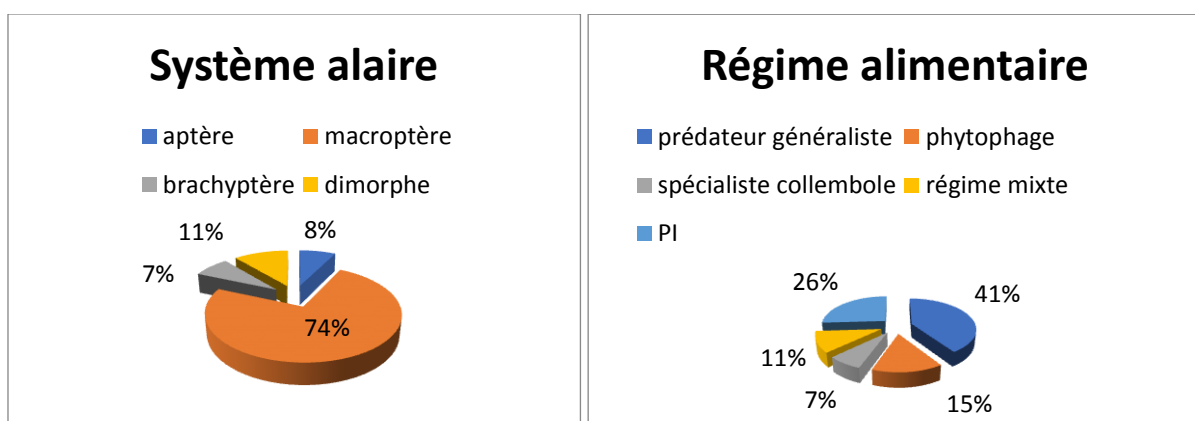 Système alaire
aptère macroptère
brachyptère dimorphe
11% 8%
7%
74%
Régime alimentaire
prédateur généraliste phytophage
spécialiste collembole régime mixte
PI
26% 41%
11%
7% 15%